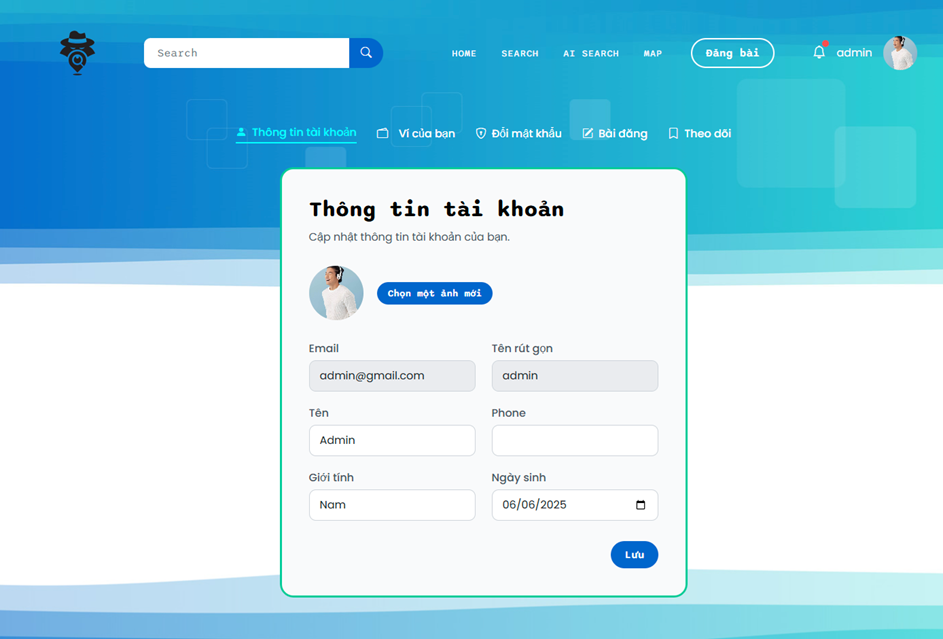 Search HOME SEARCH AI SEARCH MAP Đăng bài admin
Thông tin tài khoản Ví của bạn Đổi mật khẩu Bài đăng Theo dõi
Thông tin tài khoản
Cập nhật thông tin tài khoản của bạn.
Chọn một ảnh mới
Email Tên rút gọn
admin@gmail.com admin
Tên Phone
Admin
Giới tính Ngày sinh
Nam 06/06/2025
Lưu